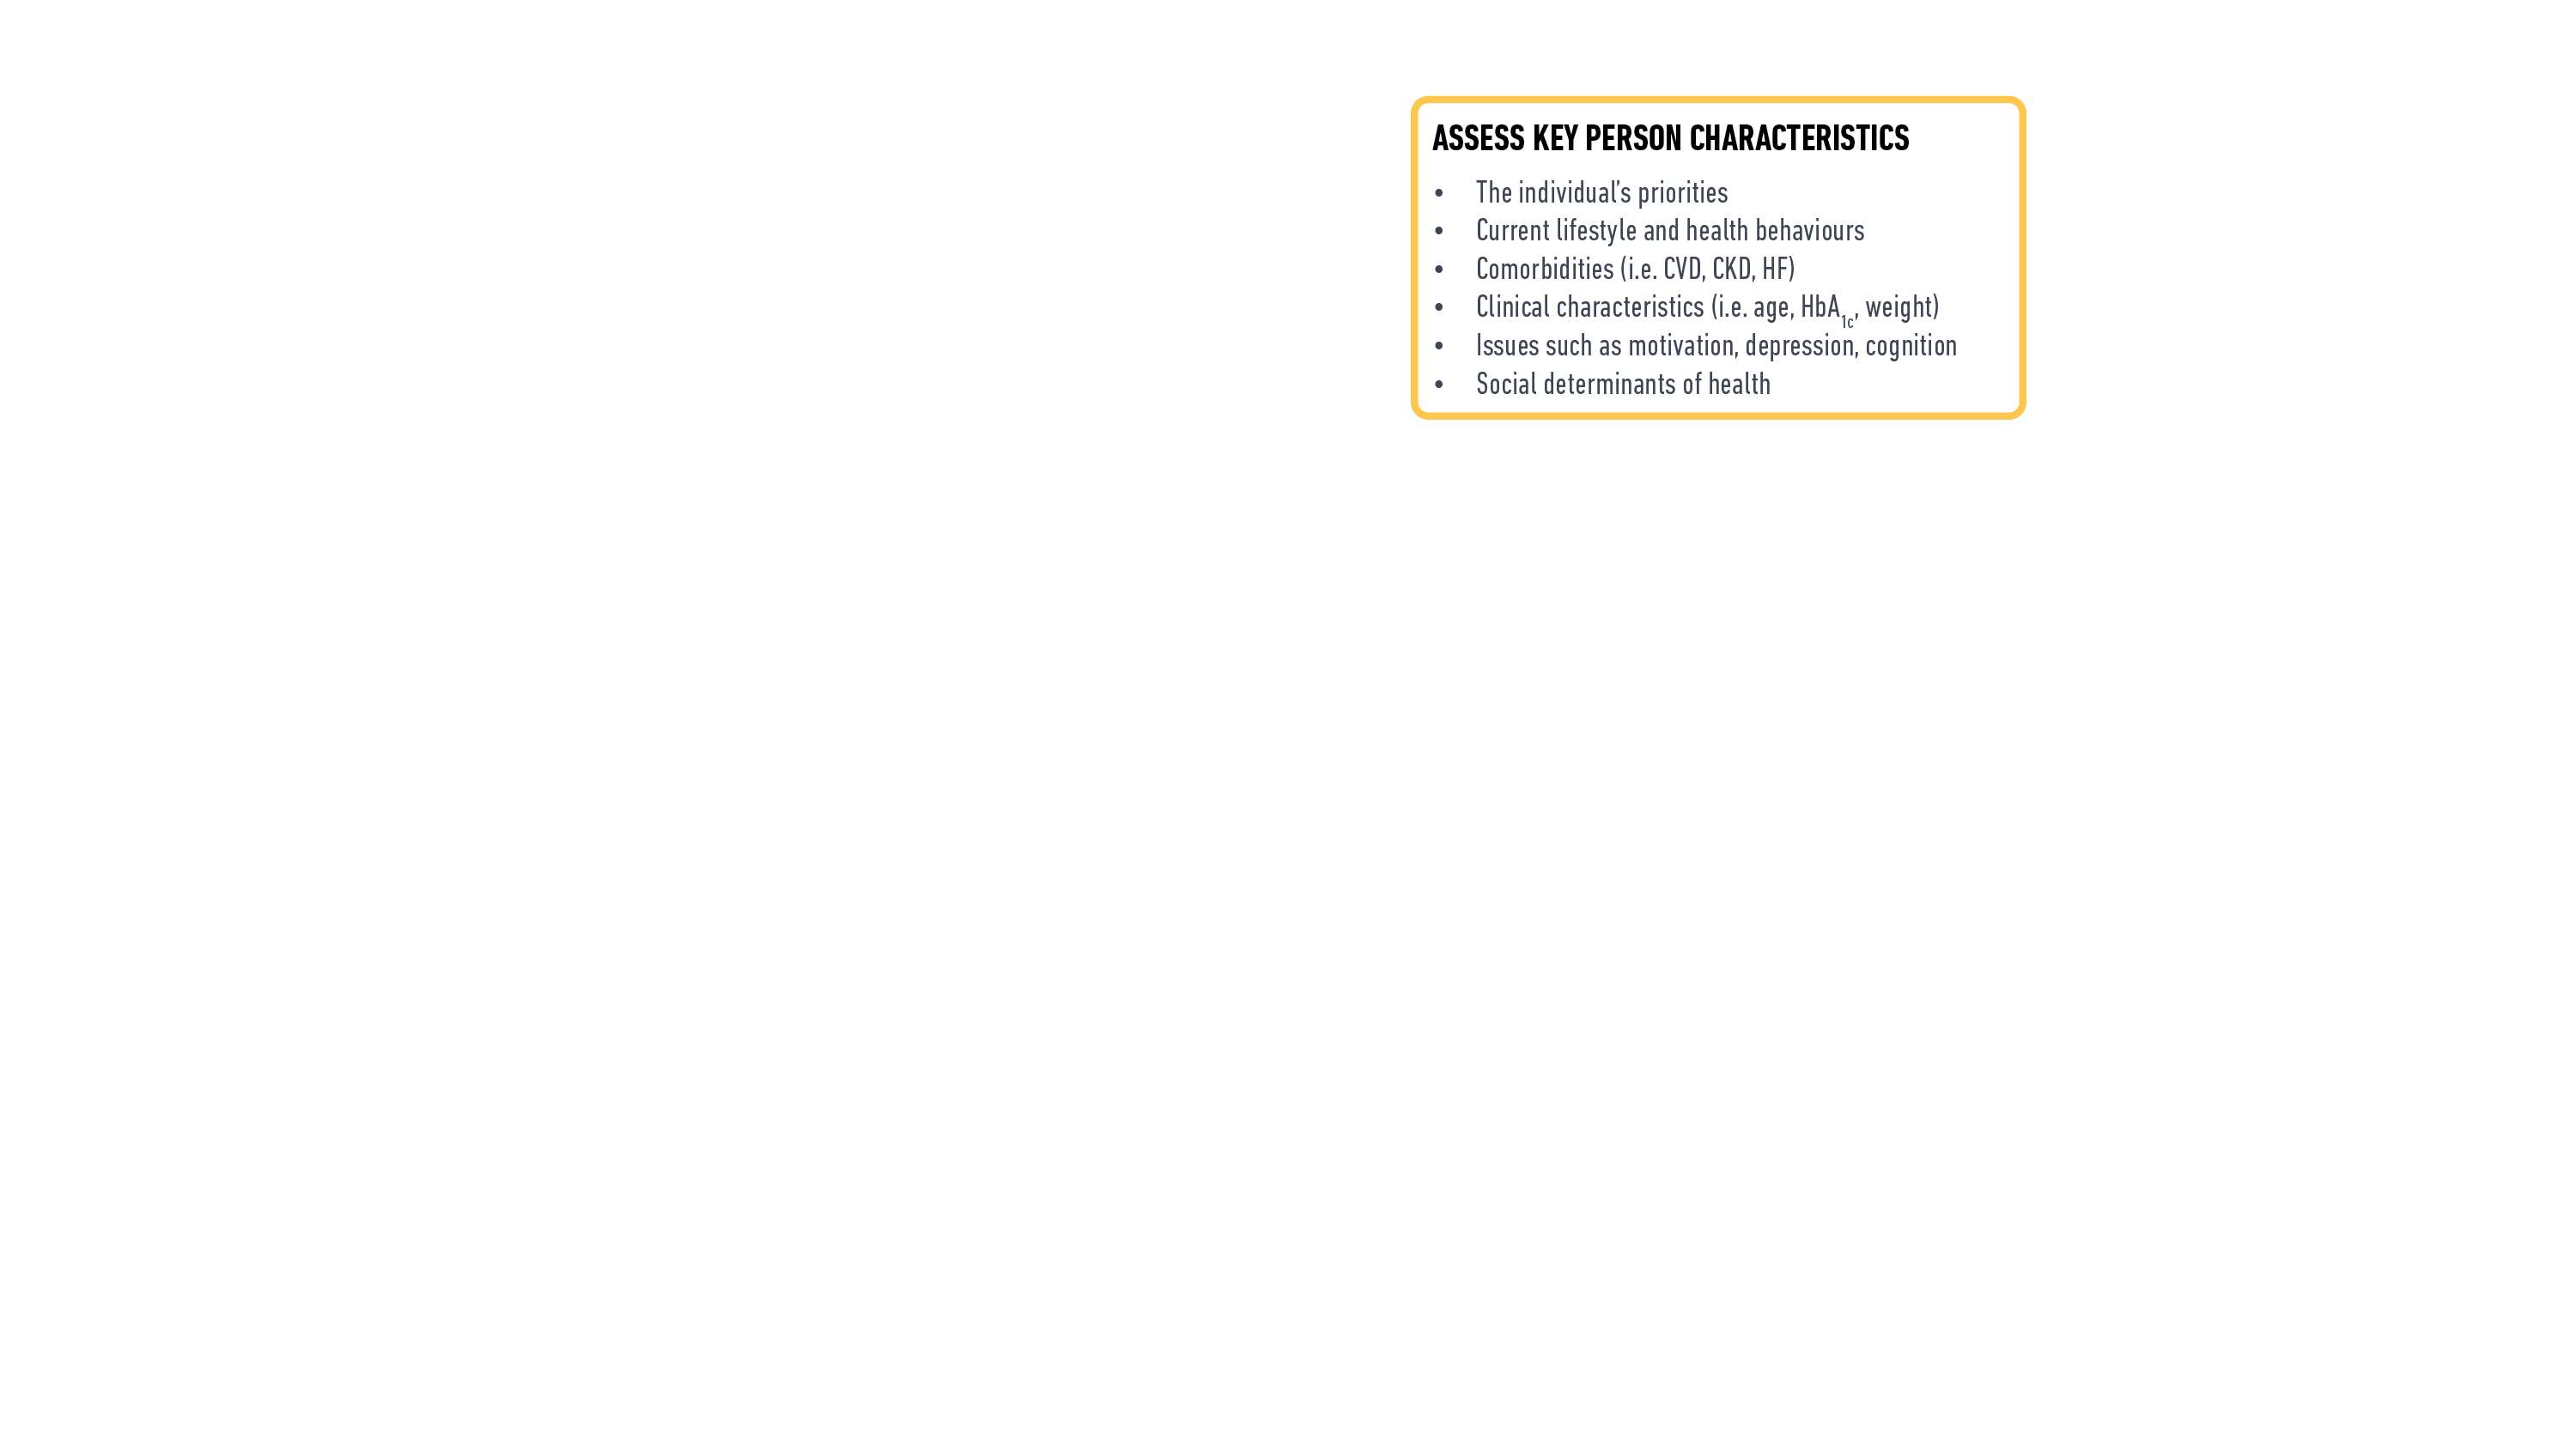 ASSESS KEY PERSON CHARACTERISTICS
• The individual’s priorities
• Current lifestyle and health behaviours
• Comorbidities (i.e. CVD, CKD, HF)
• Clinical characteristics (i.e. age, HbA1c, weight)
• Issues such as motivation, depression, cognition
• Social determinants of health